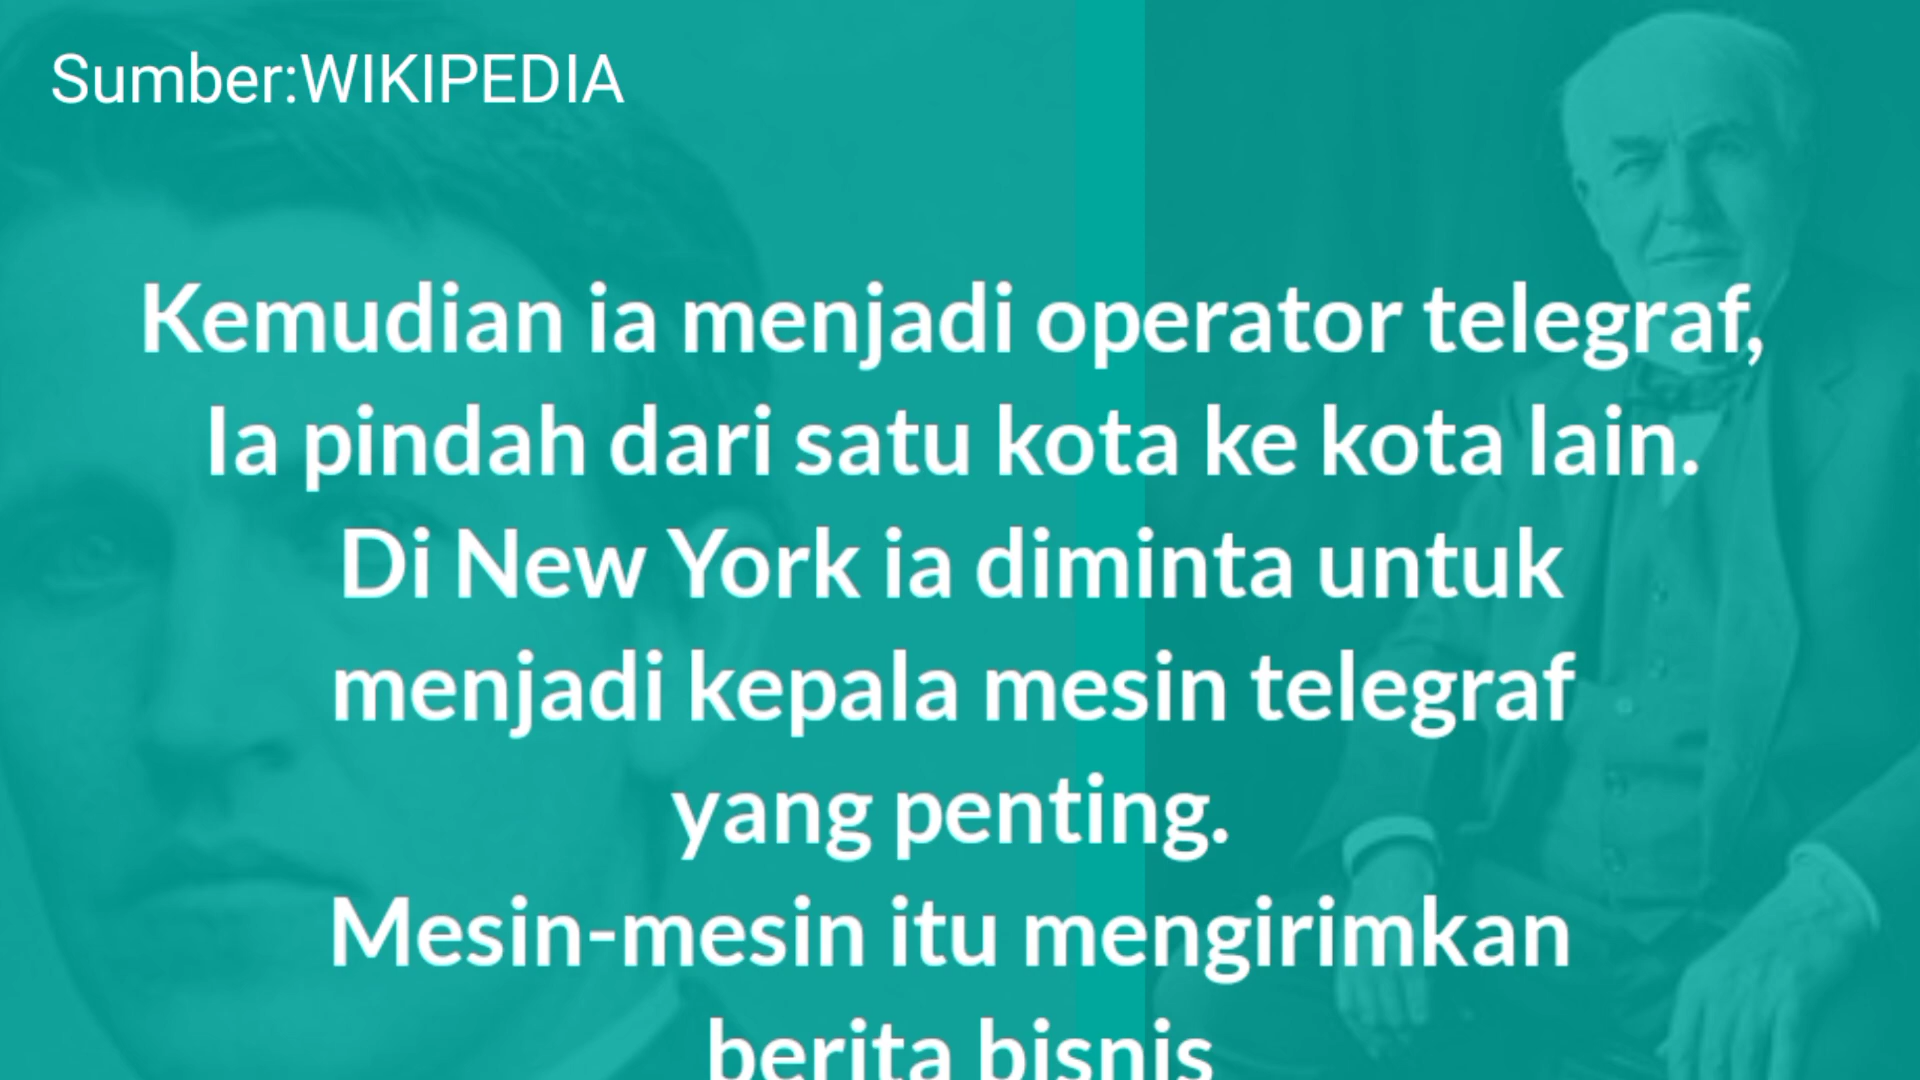 Sumber:WIKIPEDIA
Kemudian ia menjadi operator telegraf,
Ia pindah dari satu kota ke kota lain.
Di New York ia diminta untuk
menjadi kepala mesin telegraf
yang penting.
Mesin-mesin itu mengirimkan
berita bisnis